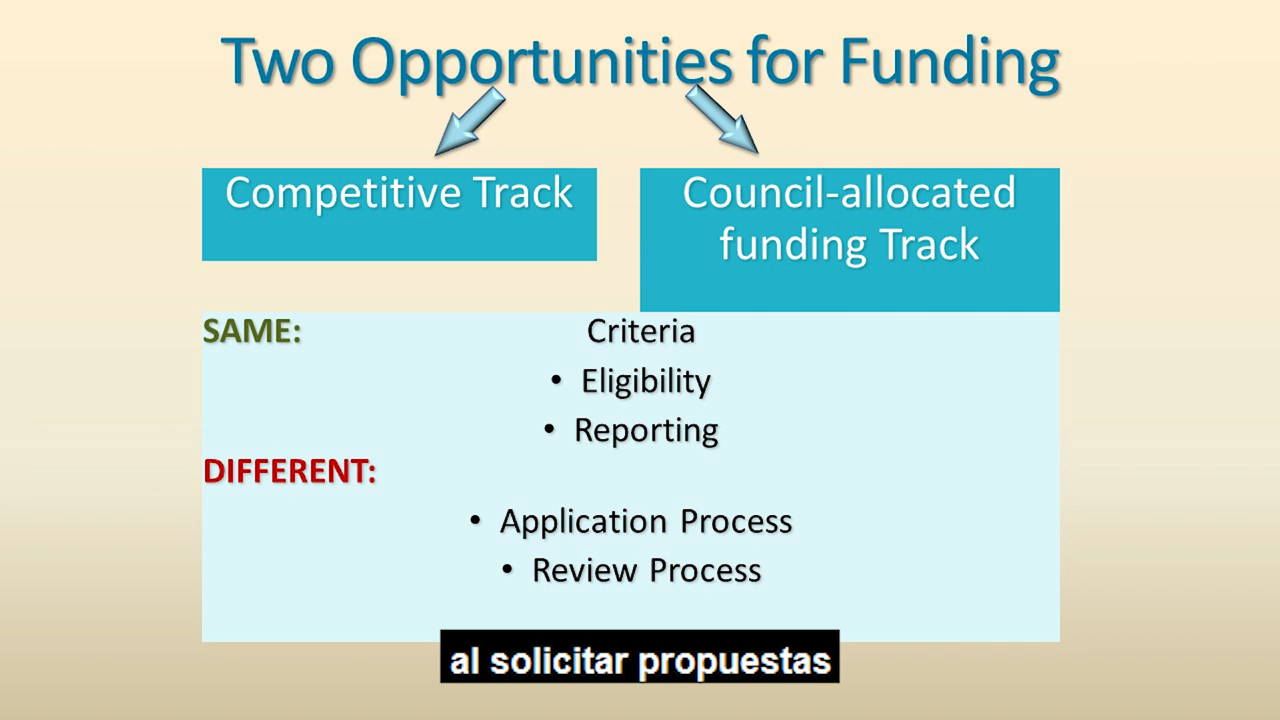 Two Opportunities for Funding
Competitive Track
Council-allocated
funding Track
SAME:
Criteria
• Eligibility
• Reporting
DIFFERENT:
• Application Process
• Review Process
al solicitar propuestas